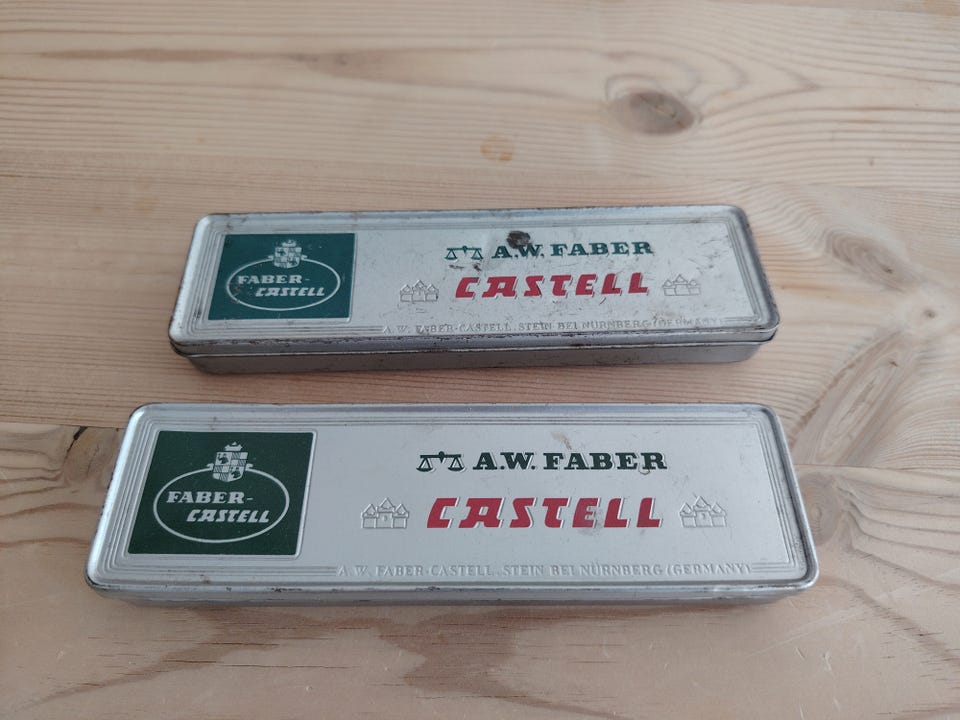 FABER-
CASTELL
A.W. FABER
CASTELL
A. W. FABER-CASTELL. STEIN BEI NÜRNBERG (GERMANY)
FABER-
CASTELL
A.W. FABER
CASTELL
A. W. FABER-CASTELL. STEIN BEI NÜRNBERG (GERMANY)